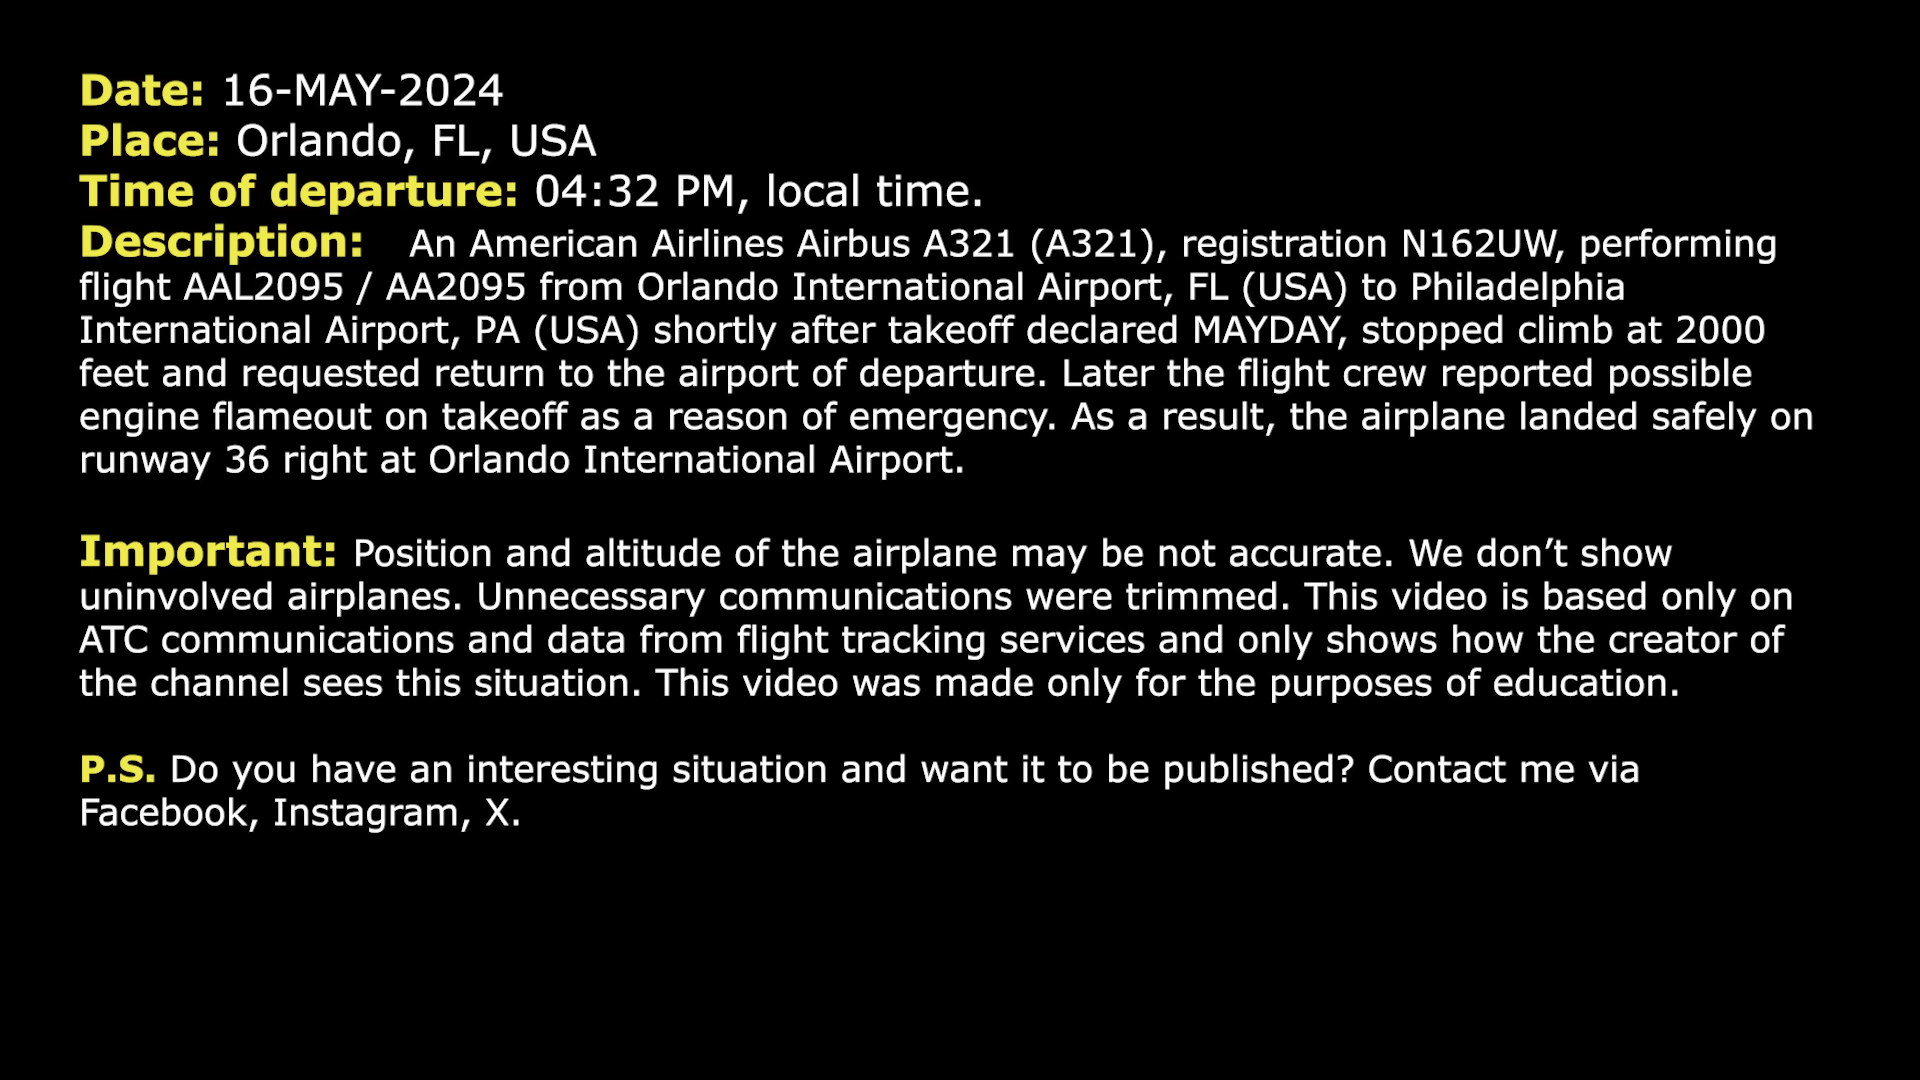 Date: 16-MAY-2024
Place: Orlando, FL, USA
Time of departure: 04:32 PM, local time.
Description: An American Airlines Airbus A321 (A321), registration N162UW, performing
flight AAL2095 / AA2095 from Orlando International Airport, FL (USA) to Philadelphia
International Airport, PA (USA) shortly after takeoff declared MAYDAY, stopped climb at 2000
feet and requested return to the airport of departure. Later the flight crew reported possible
engine flameout on takeoff as a reason of emergency. As a result, the airplane landed safely on
runway 36 right at Orlando International Airport.
Important: Position and altitude of the airplane may be not accurate. We don’t show
uninvolved airplanes. Unnecessary communications were trimmed. This video is based only on
ATC communications and data from flight tracking services and only shows how the creator of
the channel sees this situation. This video was made only for the purposes of education.
P.S. Do you have an interesting situation and want it to be published? Contact me via
Facebook, Instagram, X.